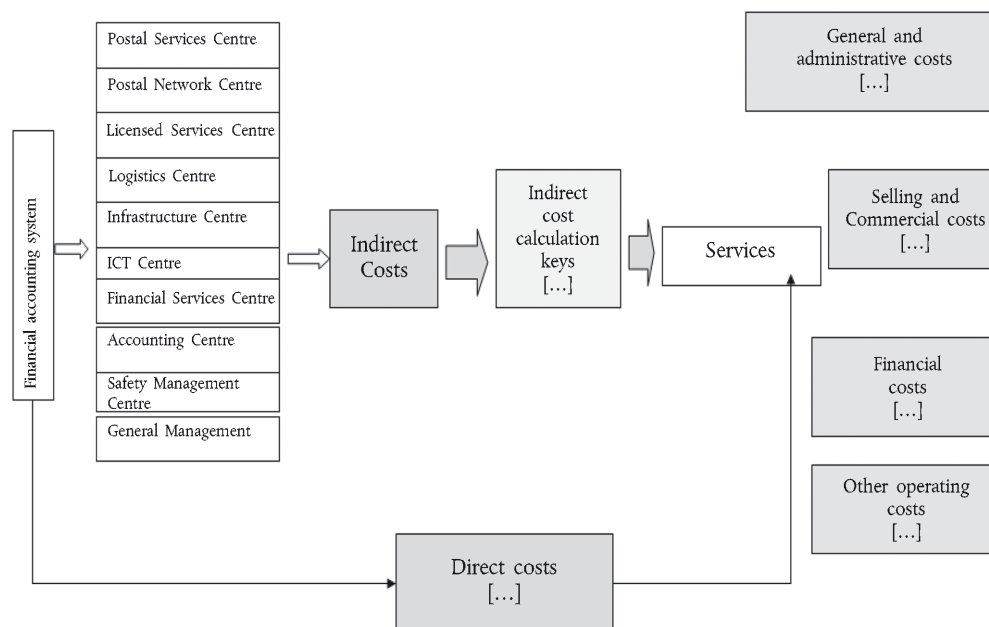 Financial accounting system
Postal Services Centre
Postal Network Centre
Licensed Services Centre
Logistics Centre
Infrastructure Centre
ICT Centre
Financial Services Centre
Accounting Centre
Safety Management
Centre
General Management
Indirect
Costs
Indirect
cost
calculation
keys
[…]
Services
General and
administrative costs
[…]
Selling and
Commercial costs
[…]
Financial
costs
[…]
Other operating
costs
[…]
Direct costs
[…]